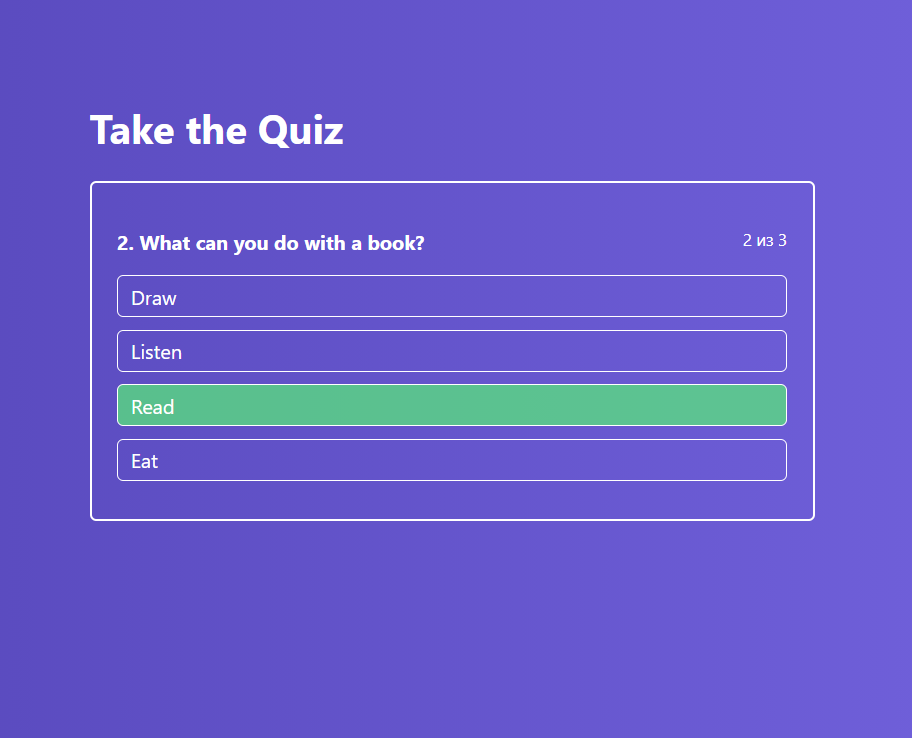 Take the Quiz
2. What can you do with a book?
2 из 3
Draw
Listen
Read
Eat